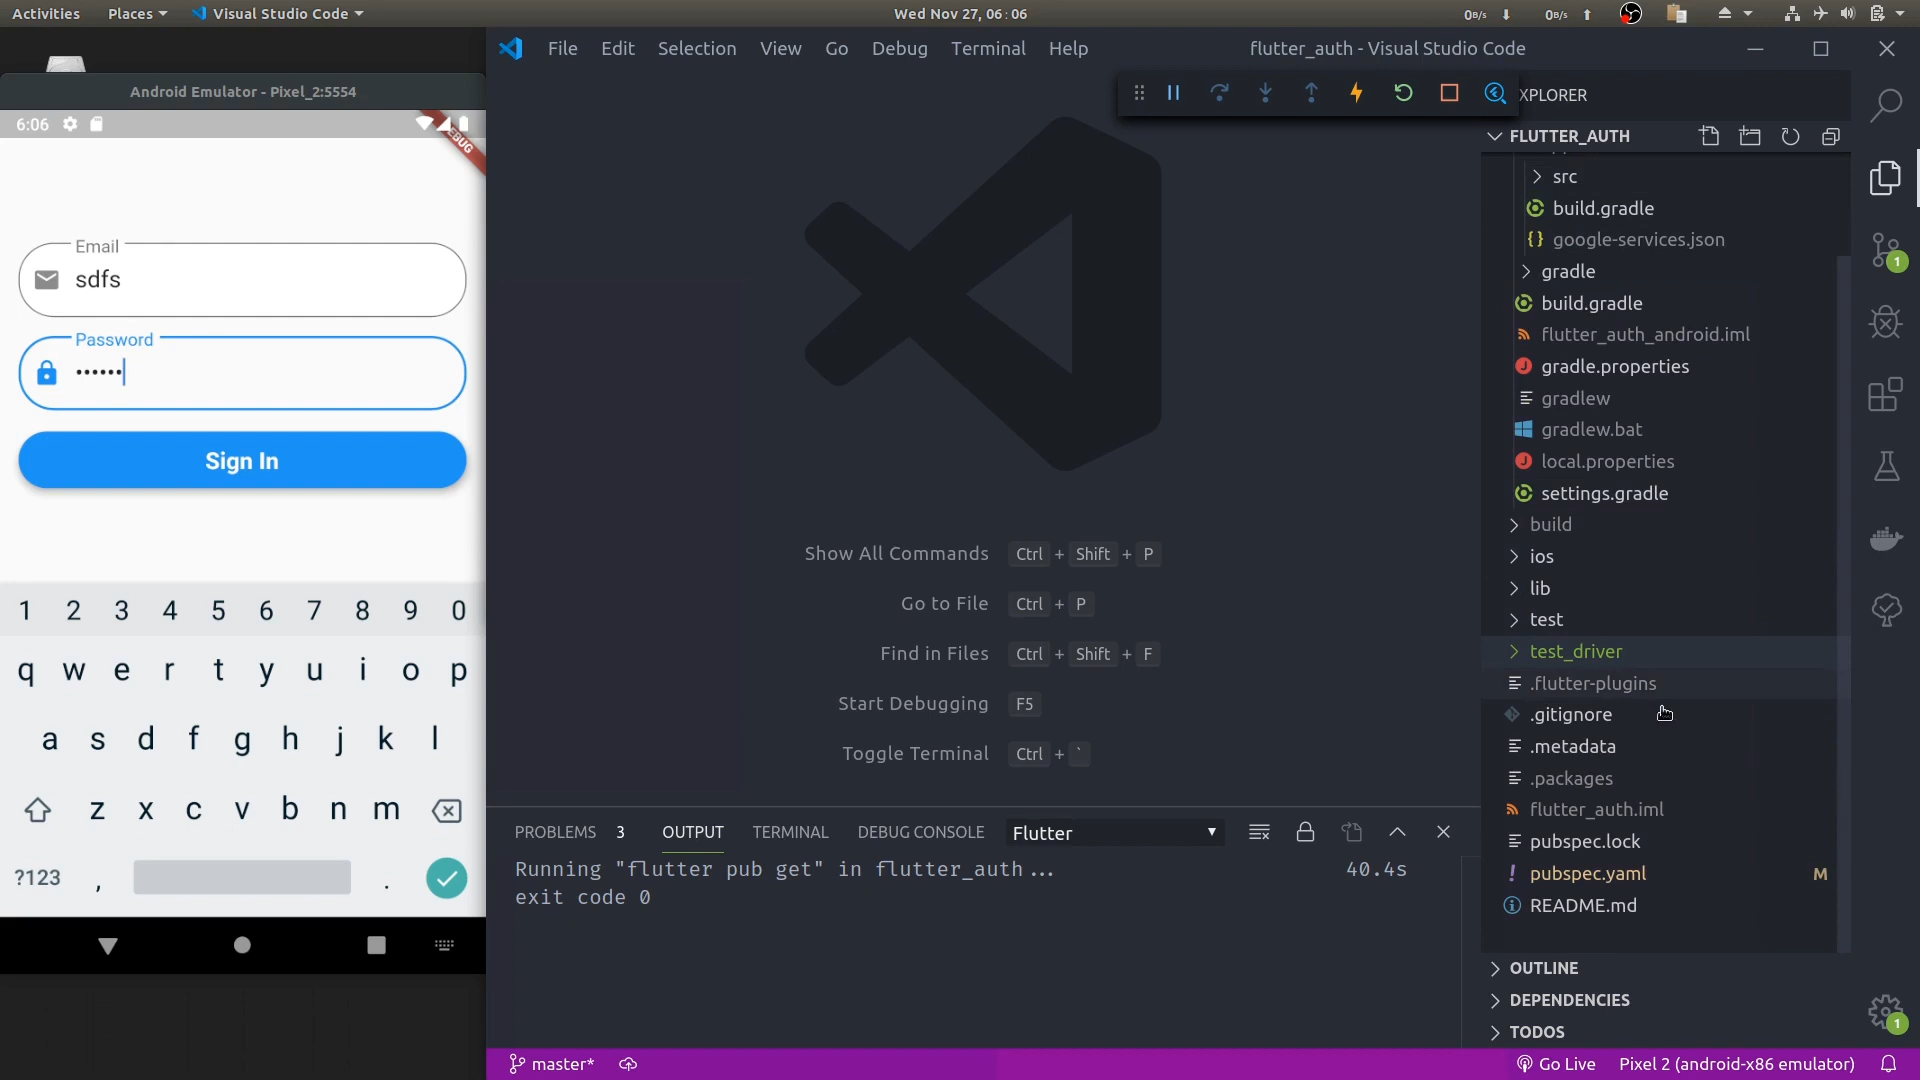 Activities Places Visual Studio Code Wed Nov 27, 06:06 0B/s 0B/s
File Edit Selection View Go Debug Terminal Help flutter_auth - Visual Studio Code
Android Emulator - Pixel_2:5554
6:06
Email
sdfs
Password
••••••
Sign In
1 2 3 4 5 6 7 8 9 0
q w e r t y u i o p
a s d f g h j k l
z x c v b n m
?123 , .
Show All Commands Ctrl + Shift + P
Go to File Ctrl + P
Find in Files Ctrl + Shift + F
Start Debugging F5
Toggle Terminal Ctrl + `
PROBLEMS 3 OUTPUT TERMINAL DEBUG CONSOLE Flutter
Running "flutter pub get" in flutter_auth... 40.4s
exit code 0
XPLORER
FLUTTER_AUTH
src
build.gradle
{} google-services.json
gradle
build.gradle
flutter_auth_android.iml
gradle.properties
gradlew
gradlew.bat
local.properties
settings.gradle
build
ios
lib
test
test_driver
.flutter-plugins
.gitignore
.metadata
.packages
flutter_auth.iml
pubspec.lock
! pubspec.yaml M
README.md
OUTLINE
DEPENDENCIES
TODOS
1
1
master* Go Live Pixel 2 (android-x86 emulator)